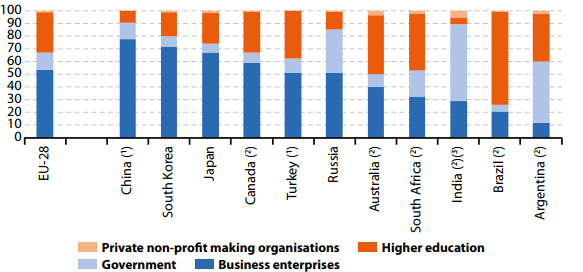 100
90
80
70
60
50
40
30
20
10
0
EU-28
China (¹)
South Korea
Japan
Canada (²)
Turkey (¹)
Russia
Australia (²)
South Africa (²)
India (²)(³)
Brazil (²)
Argentina (²)
Private non-profit making organisations Higher education
Government Business enterprises